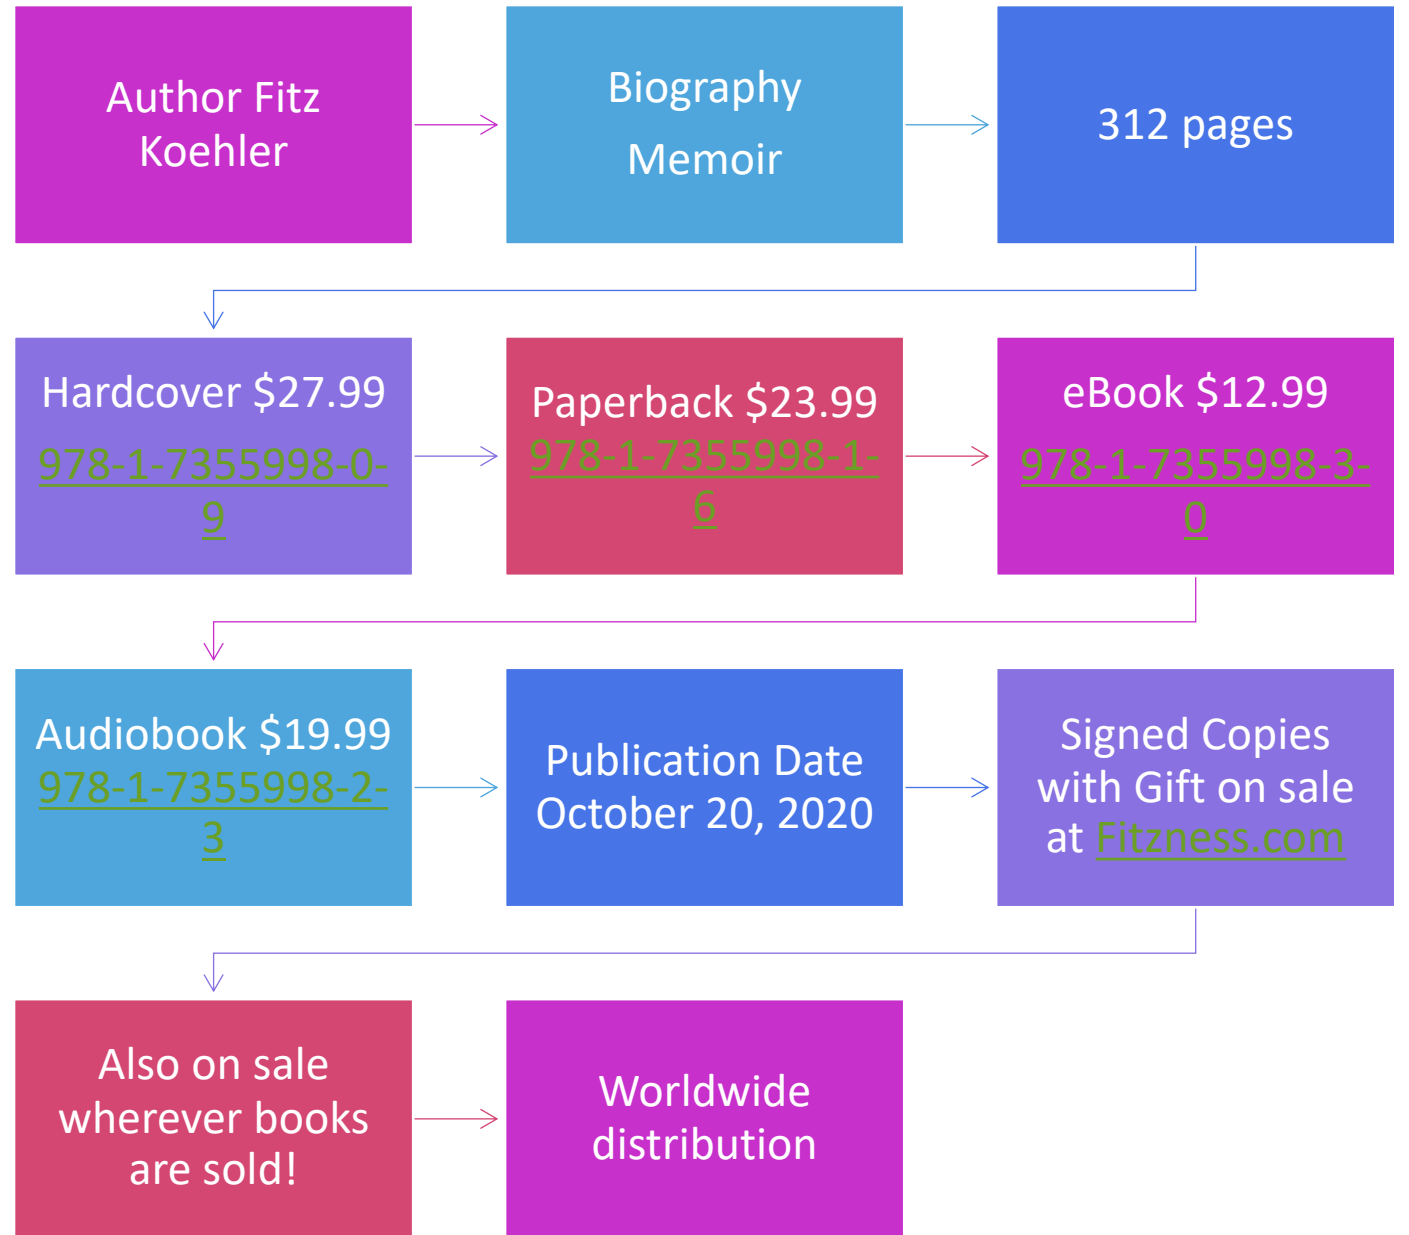 Author Fitz
Koehler
Biography
Memoir
312 pages
Hardcover $27.99
978-1-7355998-0-
9
Paperback $23.99
978-1-7355998-1-
6
eBook $12.99
978-1-7355998-3-
0
Audiobook $19.99
978-1-7355998-2-
3
Publication Date
October 20, 2020
Signed Copies
with Gift on sale
at Fitzness.com
Also on sale
wherever books
are sold!
Worldwide
distribution